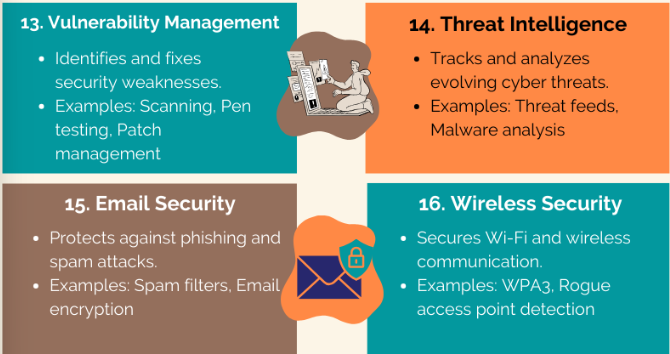 13. Vulnerability Management
• Identifies and fixes
security weaknesses.
• Examples: Scanning, Pen
testing, Patch
management
14. Threat Intelligence
• Tracks and analyzes
evolving cyber threats.
• Examples: Threat feeds,
Malware analysis
15. Email Security
• Protects against phishing and
spam attacks.
• Examples: Spam filters, Email
encryption
16. Wireless Security
• Secures Wi-Fi and wireless
communication.
• Examples: WPA3, Rogue
access point detection